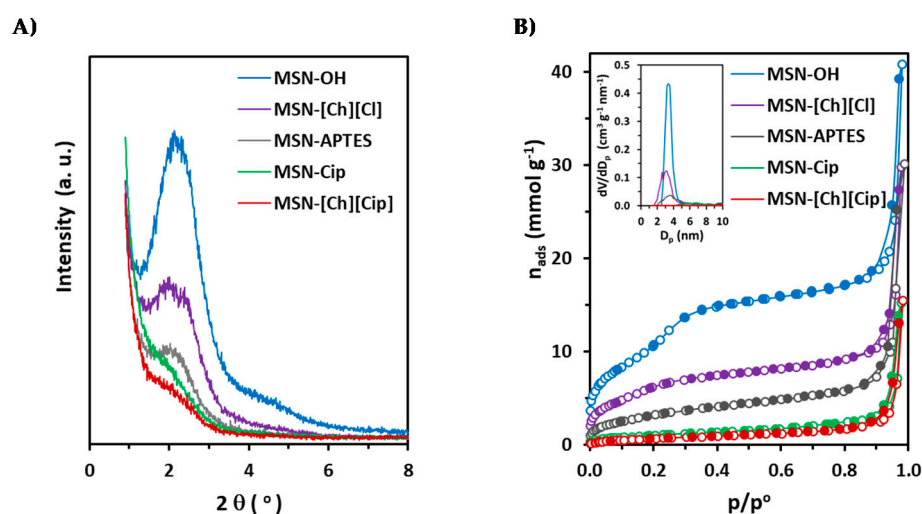 A)
MSN-OH
MSN-[Ch][Cl]
MSN-APTES
MSN-Cip
MSN-[Ch][Cip]
Intensity (a. u.)
0 2 4 6 8
2 θ (°)
B)
MSN-OH
MSN-[Ch][Cl]
MSN-APTES
MSN-Cip
MSN-[Ch][Cip]
dV/dDp (cm³ g⁻¹ nm⁻¹)
0.5
0.4
0.3
0.2
0.1
0.0
0 2 4 6 8 10
Dp (nm)
nads (mmol g⁻¹)
40
30
20
10
0
0.0 0.2 0.4 0.6 0.8 1.0
p/p°